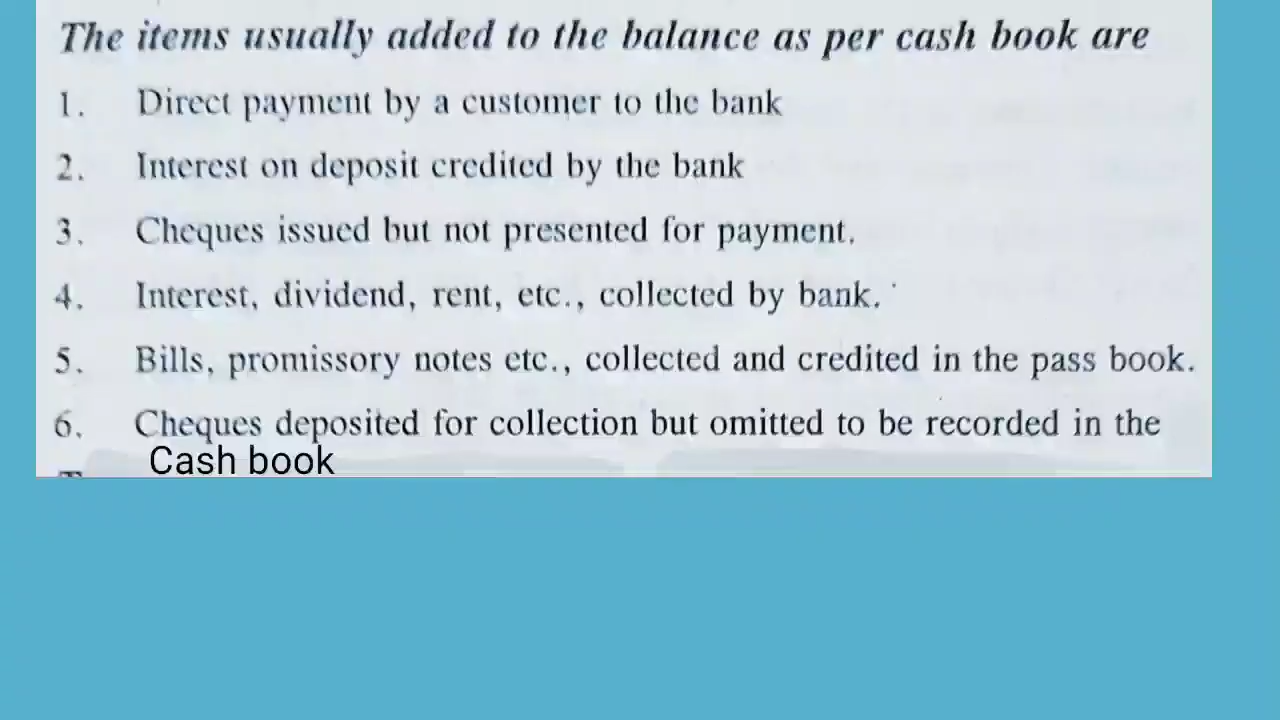 The items usually added to the balance as per cash book are
1. Direct payment by a customer to the bank
2. Interest on deposit credited by the bank
3. Cheques issued but not presented for payment.
4. Interest, dividend, rent, etc., collected by bank.
5. Bills, promissory notes etc., collected and credited in the pass book.
6. Cheques deposited for collection but omitted to be recorded in the
Cash book